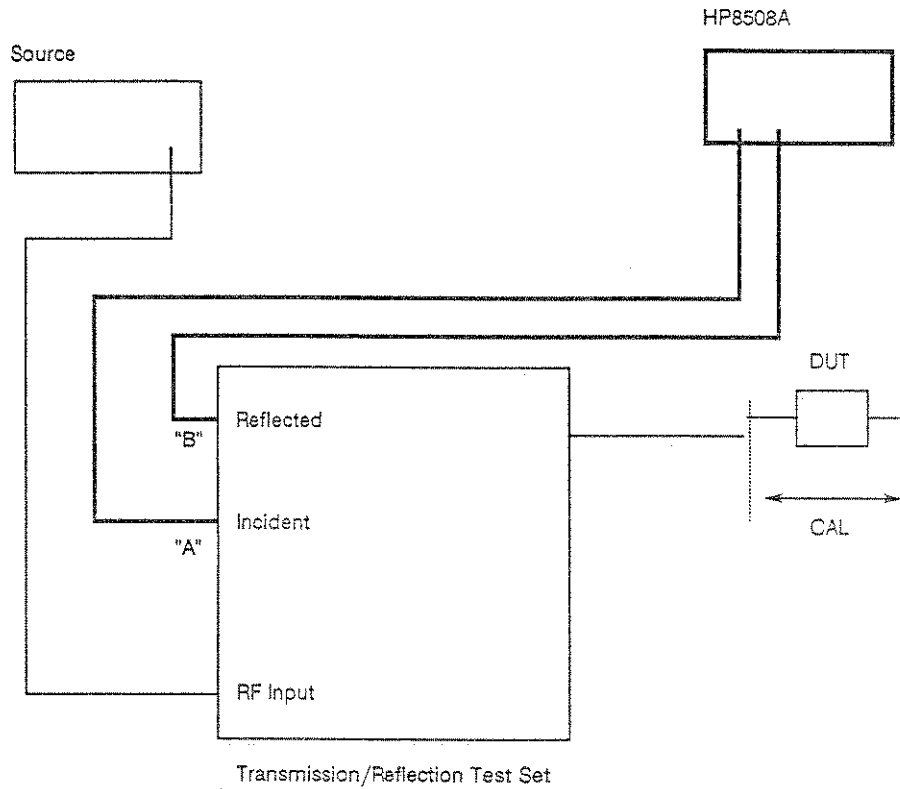 HP8508A
Source
DUT
Reflected
"B"
Incident
"A"
CAL
RF Input
Transmission/Reflection Test Set